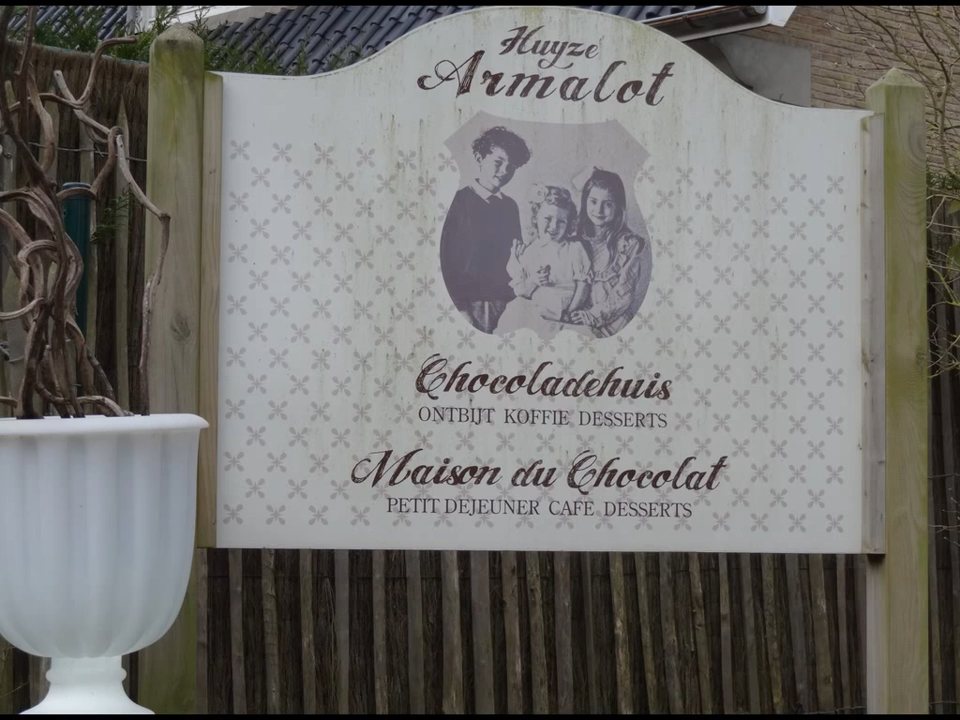 Huyze
Armalot
Chocoladehuis
ONTBIJT KOFFIE DESSERTS
Maison du Chocolat
PETIT DEJEUNER CAFE DESSERTS